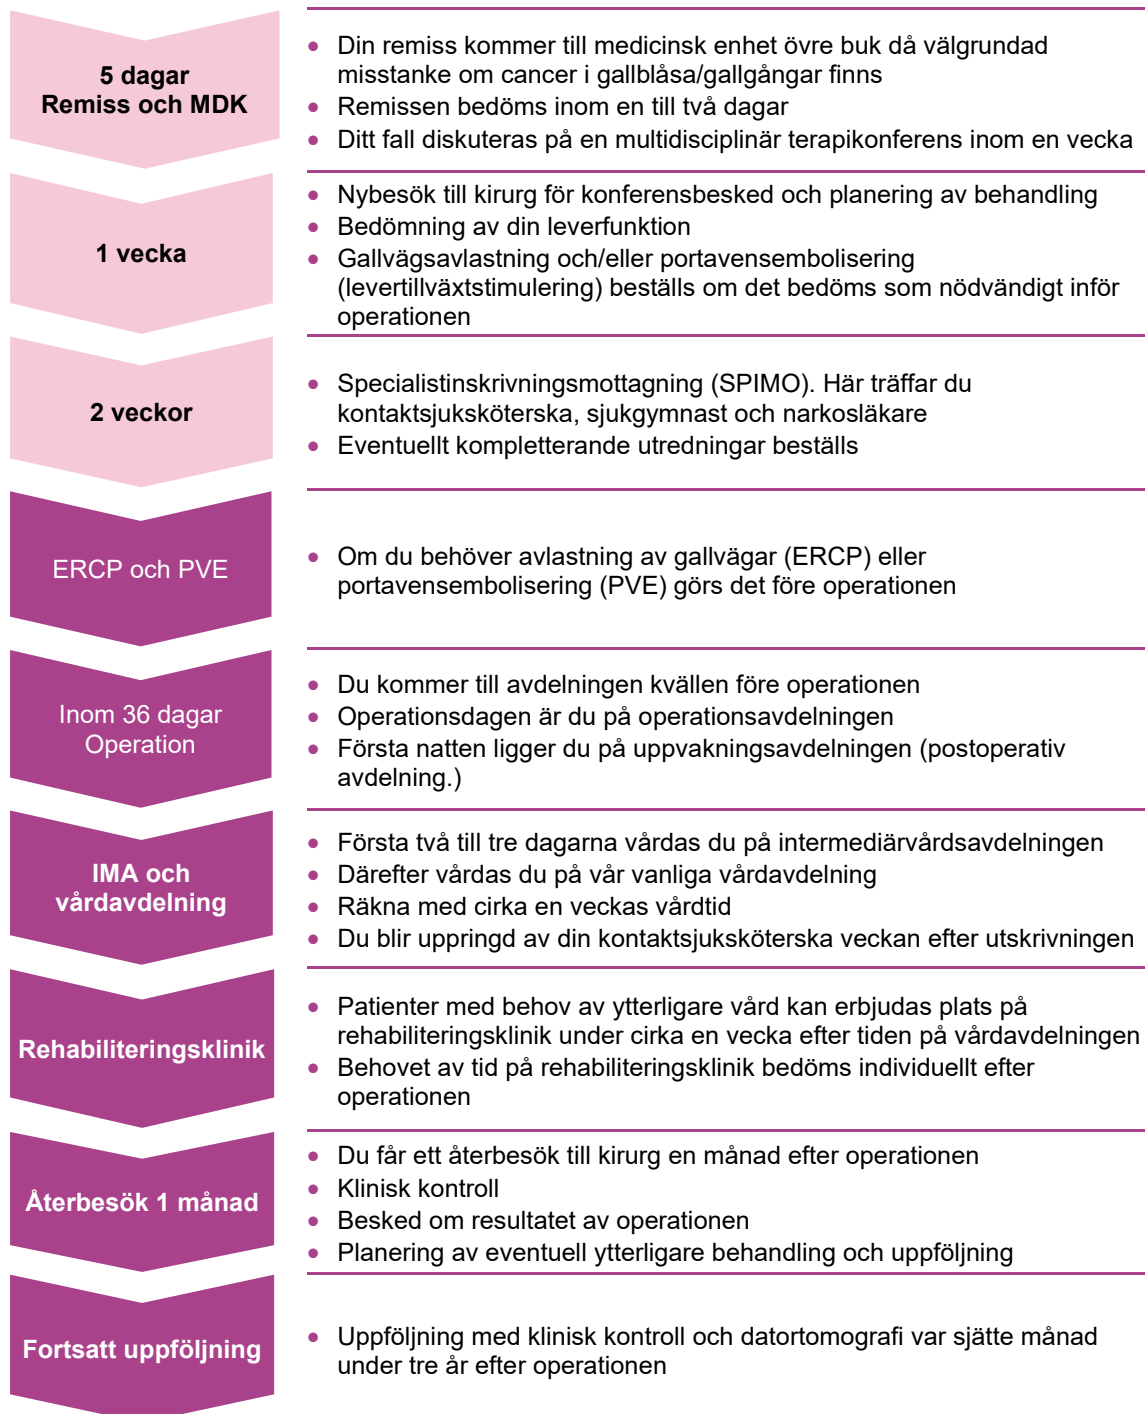 5 dagar
Remiss och MDK
• Din remiss kommer till medicinsk enhet övre buk då välgrundad
misstanke om cancer i gallblåsa/gallgångar finns
• Remissen bedöms inom en till två dagar
• Ditt fall diskuteras på en multidisciplinär terapikonferens inom en vecka
1 vecka
• Nybesök till kirurg för konferensbesked och planering av behandling
• Bedömning av din leverfunktion
• Gallvägsavlastning och/eller portavensembolisering
(levertillväxtstimulering) beställs om det bedöms som nödvändigt inför
operationen
2 veckor
• Specialistinskrivningsmottagning (SPIMO). Här träffar du
kontaktsjuksköterska, sjukgymnast och narkosläkare
• Eventuellt kompletterande utredningar beställs
ERCP och PVE
• Om du behöver avlastning av gallvägar (ERCP) eller
portavensembolisering (PVE) görs det före operationen
Inom 36 dagar
Operation
• Du kommer till avdelningen kvällen före operationen
• Operationsdagen är du på operationsavdelningen
• Första natten ligger du på uppvakningsavdelningen (postoperativ
avdelning.)
IMA och
vårdavdelning
• Första två till tre dagarna vårdas du på intermediärvårdsavdelningen
• Därefter vårdas du på vår vanliga vårdavdelning
• Räkna med cirka en veckas vårdtid
• Du blir uppringd av din kontaktsjuksköterska veckan efter utskrivningen
Rehabiliteringsklinik
• Patienter med behov av ytterligare vård kan erbjudas plats på
rehabiliteringsklinik under cirka en vecka efter tiden på vårdavdelningen
• Behovet av tid på rehabiliteringsklinik bedöms individuellt efter
operationen
Återbesök 1 månad
• Du får ett återbesök till kirurg en månad efter operationen
• Klinisk kontroll
• Besked om resultatet av operationen
• Planering av eventuell ytterligare behandling och uppföljning
Fortsatt uppföljning
• Uppföljning med klinisk kontroll och datortomografi var sjätte månad
under tre år efter operationen